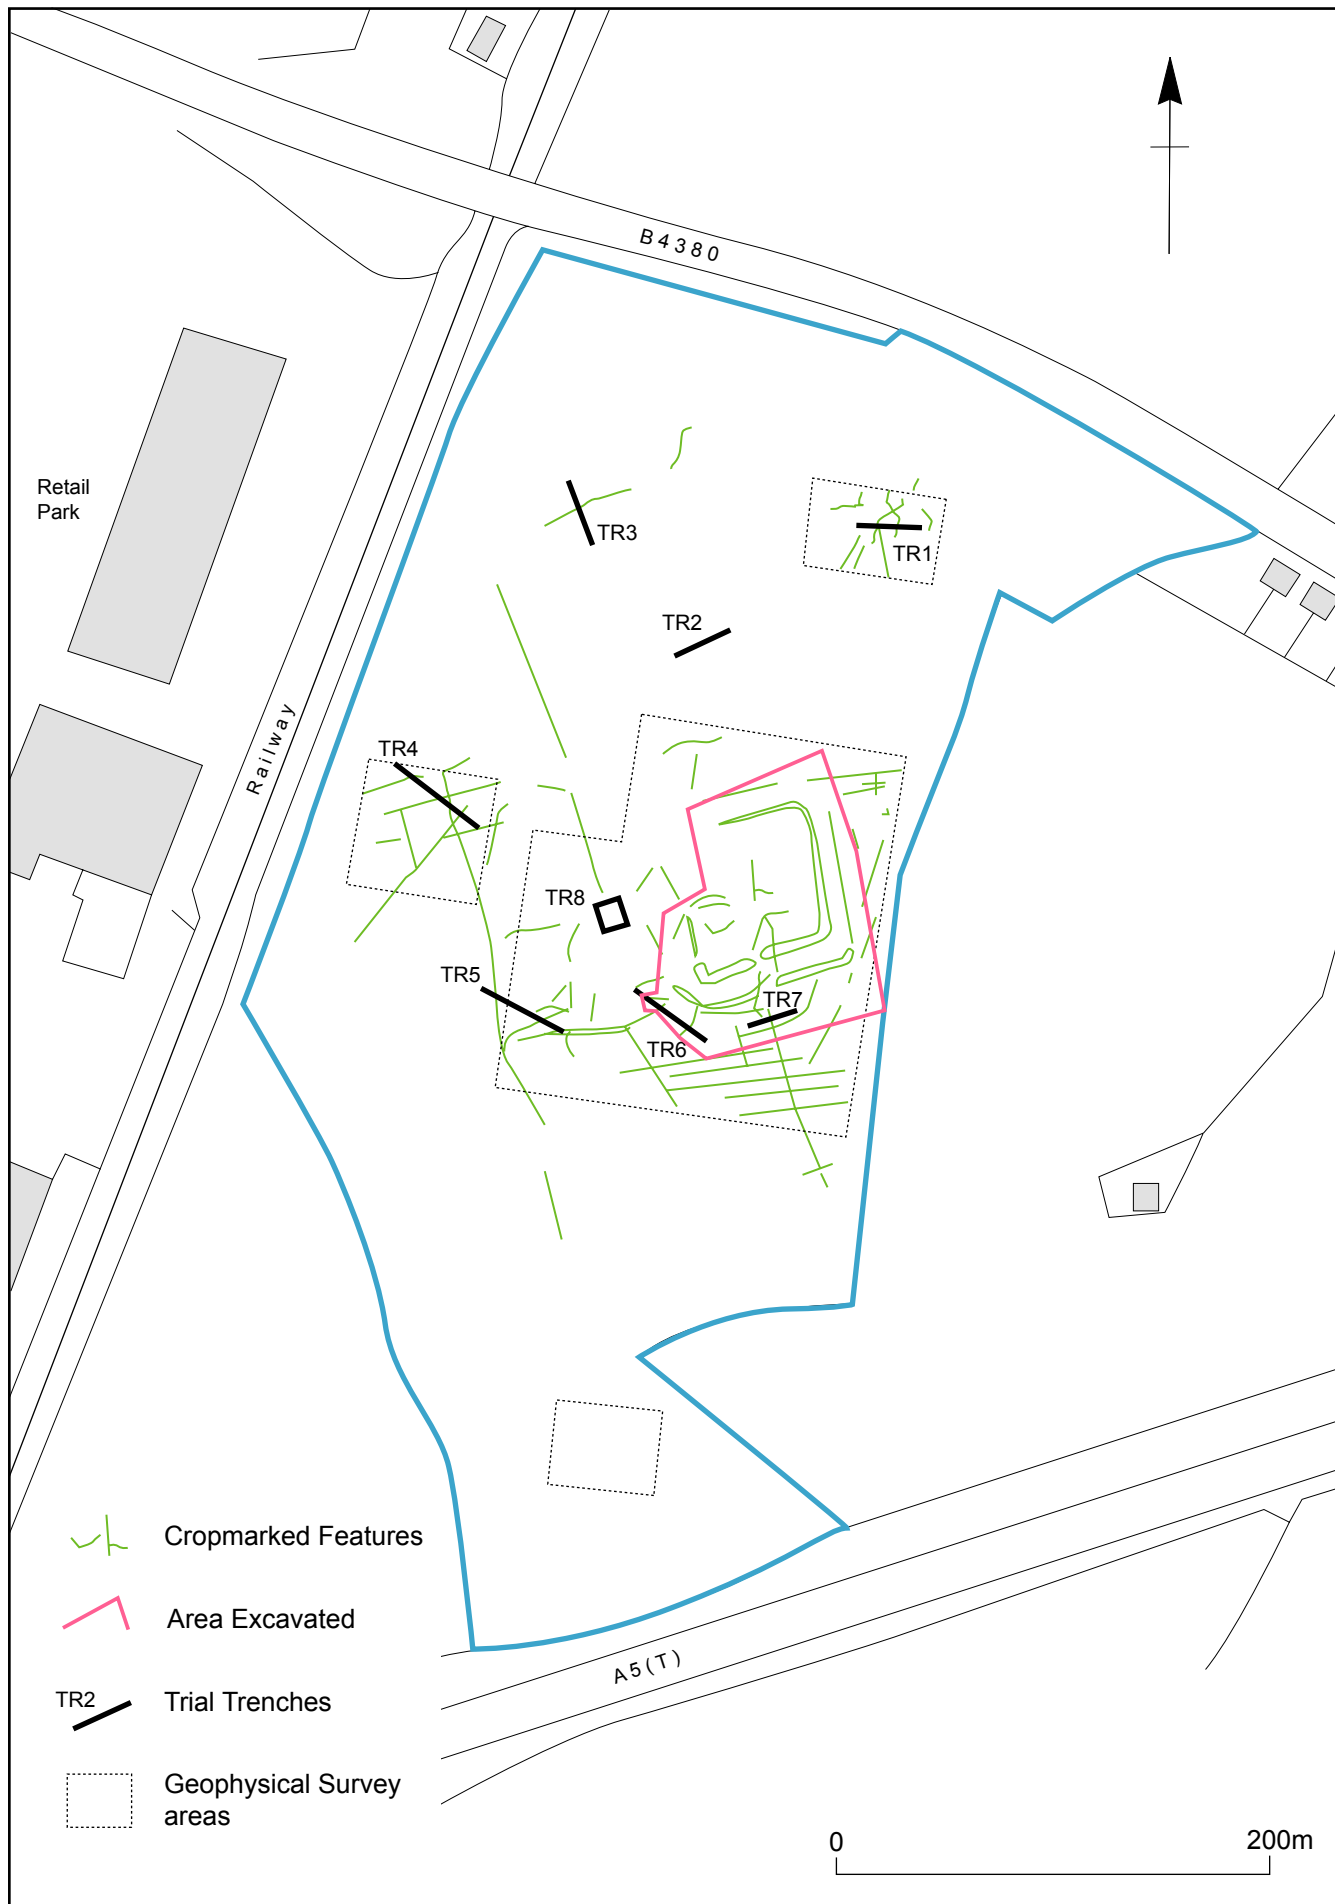 B4380
Retail
Park
TR3
TR1
TR2
Railway
TR4
TR8
TR5
TR7
TR6
Cropmarked Features
Area Excavated
A5(T)
TR2
Trial Trenches
Geophysical Survey
areas
0
200m